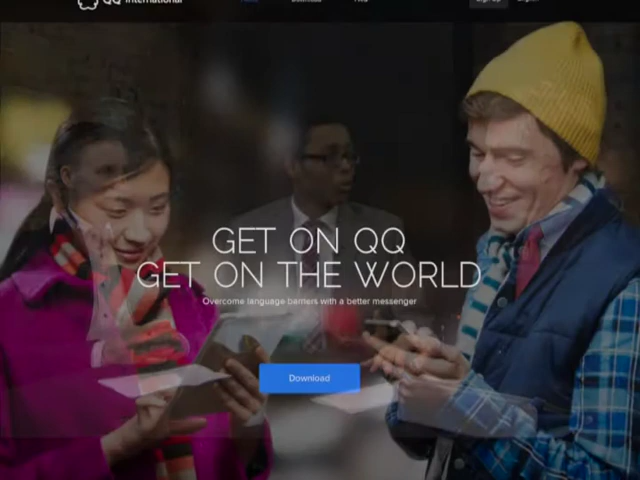 QQ International
GET ON QQ
GET ON THE WORLD
Overcome language barriers with a better messenger
Download